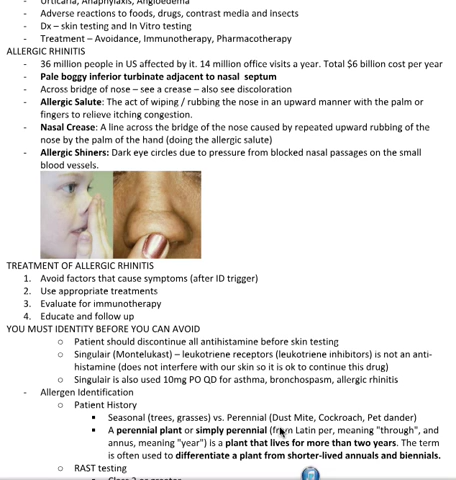 Urticaria, Anaphylaxis, Angioedema
- Adverse reactions to foods, drugs, contrast media and insects
- Dx – skin testing and In Vitro testing
- Treatment – Avoidance, Immunotherapy, Pharmacotherapy
ALLERGIC RHINITIS
- 36 million people in US affected by it. 14 million office visits a year. Total $6 billion cost per year
- Pale boggy inferior turbinate adjacent to nasal septum
- Across bridge of nose – see a crease – also see discoloration
- Allergic Salute: The act of wiping / rubbing the nose in an upward manner with the palm or
fingers to relieve itching congestion.
- Nasal Crease: A line across the bridge of the nose caused by repeated upward rubbing of the
nose by the palm of the hand (doing the allergic salute)
- Allergic Shiners: Dark eye circles due to pressure from blocked nasal passages on the small
blood vessels.
TREATMENT OF ALLERGIC RHINITIS
1. Avoid factors that cause symptoms (after ID trigger)
2. Use appropriate treatments
3. Evaluate for immunotherapy
4. Educate and follow up
YOU MUST IDENTITY BEFORE YOU CAN AVOID
o Patient should discontinue all antihistamine before skin testing
o Singulair (Montelukast) – leukotriene receptors (leukotriene inhibitors) is not an anti-
histamine (does not interfere with our skin so it is ok to continue this drug)
o Singulair is also used 10mg PO QD for asthma, bronchospasm, allergic rhinitis
- Allergen Identification
o Patient History
▪ Seasonal (trees, grasses) vs. Perennial (Dust Mite, Cockroach, Pet dander)
▪ A perennial plant or simply perennial (from Latin per, meaning "through", and
annus, meaning "year") is a plant that lives for more than two years. The term
is often used to differentiate a plant from shorter-lived annuals and biennials.
o RAST testing